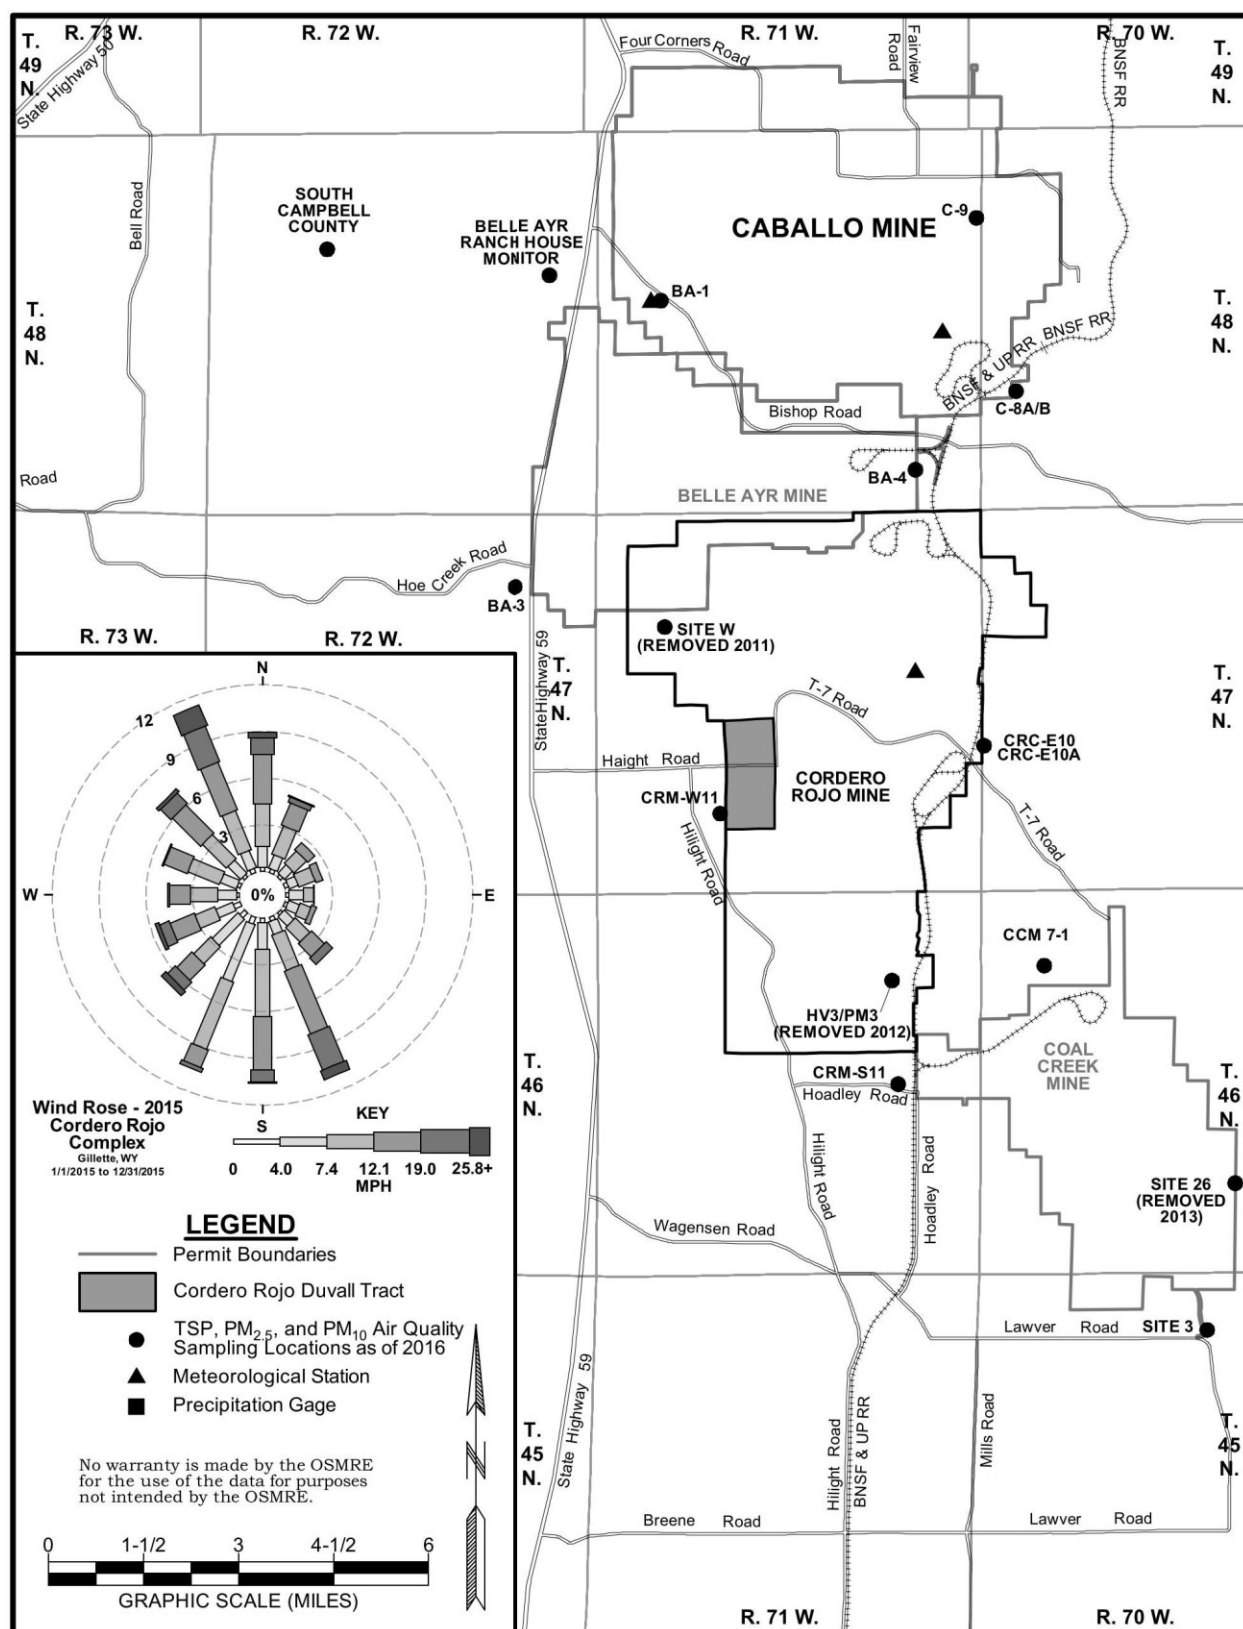 R. 73 W.
R. 72 W.
R. 71 W.
R. 70 W.
T.
49
N.
T.
49
N.
State Highway 50
Four Corners Road
Fairview
Road
BNSF RR
Bell Road
SOUTH
CAMPBELL
COUNTY
BELLE AYR
RANCH HOUSE
MONITOR
CABALLO MINE
C-9
BA-1
T.
48
N.
T.
48
N.
BNSF & UP RR
BNSF RR
C-8A/B
Bishop Road
BA-4
Road
BELLE AYR MINE
Hoe Creek Road
BA-3
R. 73 W.
R. 72 W.
SITE W
(REMOVED 2011)
T.
47
N.
T.
47
N.
State Highway 59
T-7 Road
Haight Road
CRC-E10
CRC-E10A
CORDERO
ROJO MINE
CRM-W11
Hilight Road
T-7 Road
CCM 7-1
HV3/PM3
(REMOVED 2012)
COAL
CREEK
MINE
CRM-S11
Hoadley Road
T.
46
N.
T.
46
N.
Hilight Road
Hoadley Road
SITE 26
(REMOVED
2013)
Wagensen Road
SITE 3
Lawver Road
State Highway 59
Hilight Road
BNSF & UP RR
Mills Road
T.
45
N.
T.
45
N.
Breene Road
Lawver Road
R. 71 W.
R. 70 W.
N
12
9
6
3
W
0%
E
S
Wind Rose - 2015
Cordero Rojo
Complex
Gillette, WY
1/1/2015 to 12/31/2015
KEY
0 4.0 7.4 12.1 19.0 25.8+
MPH
LEGEND
Permit Boundaries
Cordero Rojo Duvall Tract
TSP, PM2.5, and PM10 Air Quality
Sampling Locations as of 2016
Meteorological Station
Precipitation Gage
No warranty is made by the OSMRE
for the use of the data for purposes
not intended by the OSMRE.
N
0 1-1/2 3 4-1/2 6
GRAPHIC SCALE (MILES)